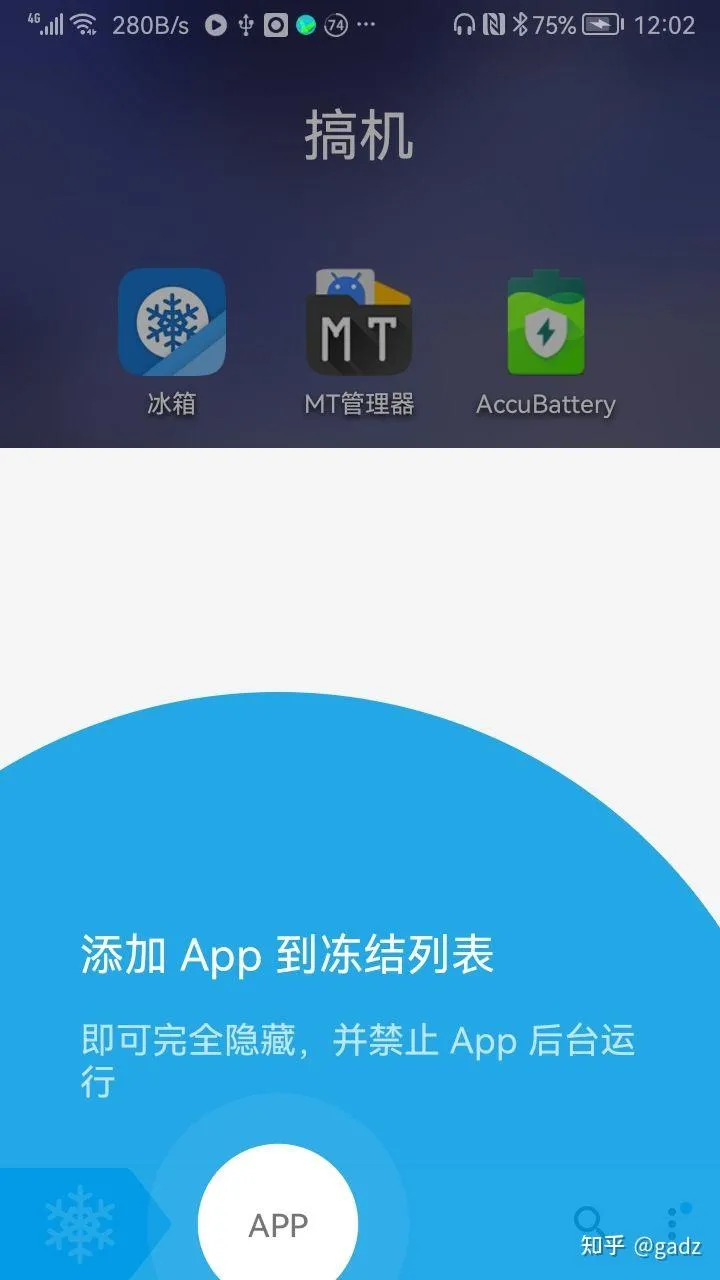 4G 280B/s 74 75% 12:02
搞机
冰箱 MT管理器 AccuBattery
MT
添加 App 到冻结列表
即可完全隐藏，并禁止 App 后台运
行
APP
知乎 @gadz